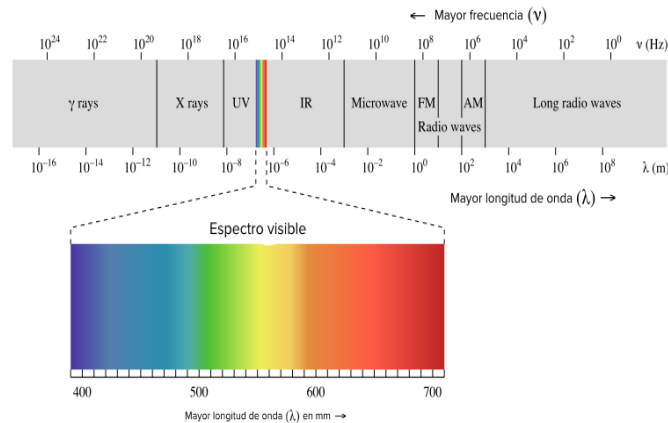 ← Mayor frecuencia (ν)
10²⁴ 10²² 10²⁰ 10¹⁸ 10¹⁶ 10¹⁴ 10¹² 10¹⁰ 10⁸ 10⁶ 10⁴ 10² 10⁰ ν (Hz)
γ rays X rays UV IR Microwave FM AM Long radio waves
Radio waves
10⁻¹⁶ 10⁻¹⁴ 10⁻¹² 10⁻¹⁰ 10⁻⁸ 10⁻⁶ 10⁻⁴ 10⁻² 10⁰ 10² 10⁴ 10⁶ 10⁸ λ (m)
Mayor longitud de onda (λ) →
Espectro visible
400 500 600 700
Mayor longitud de onda (λ) en mm →